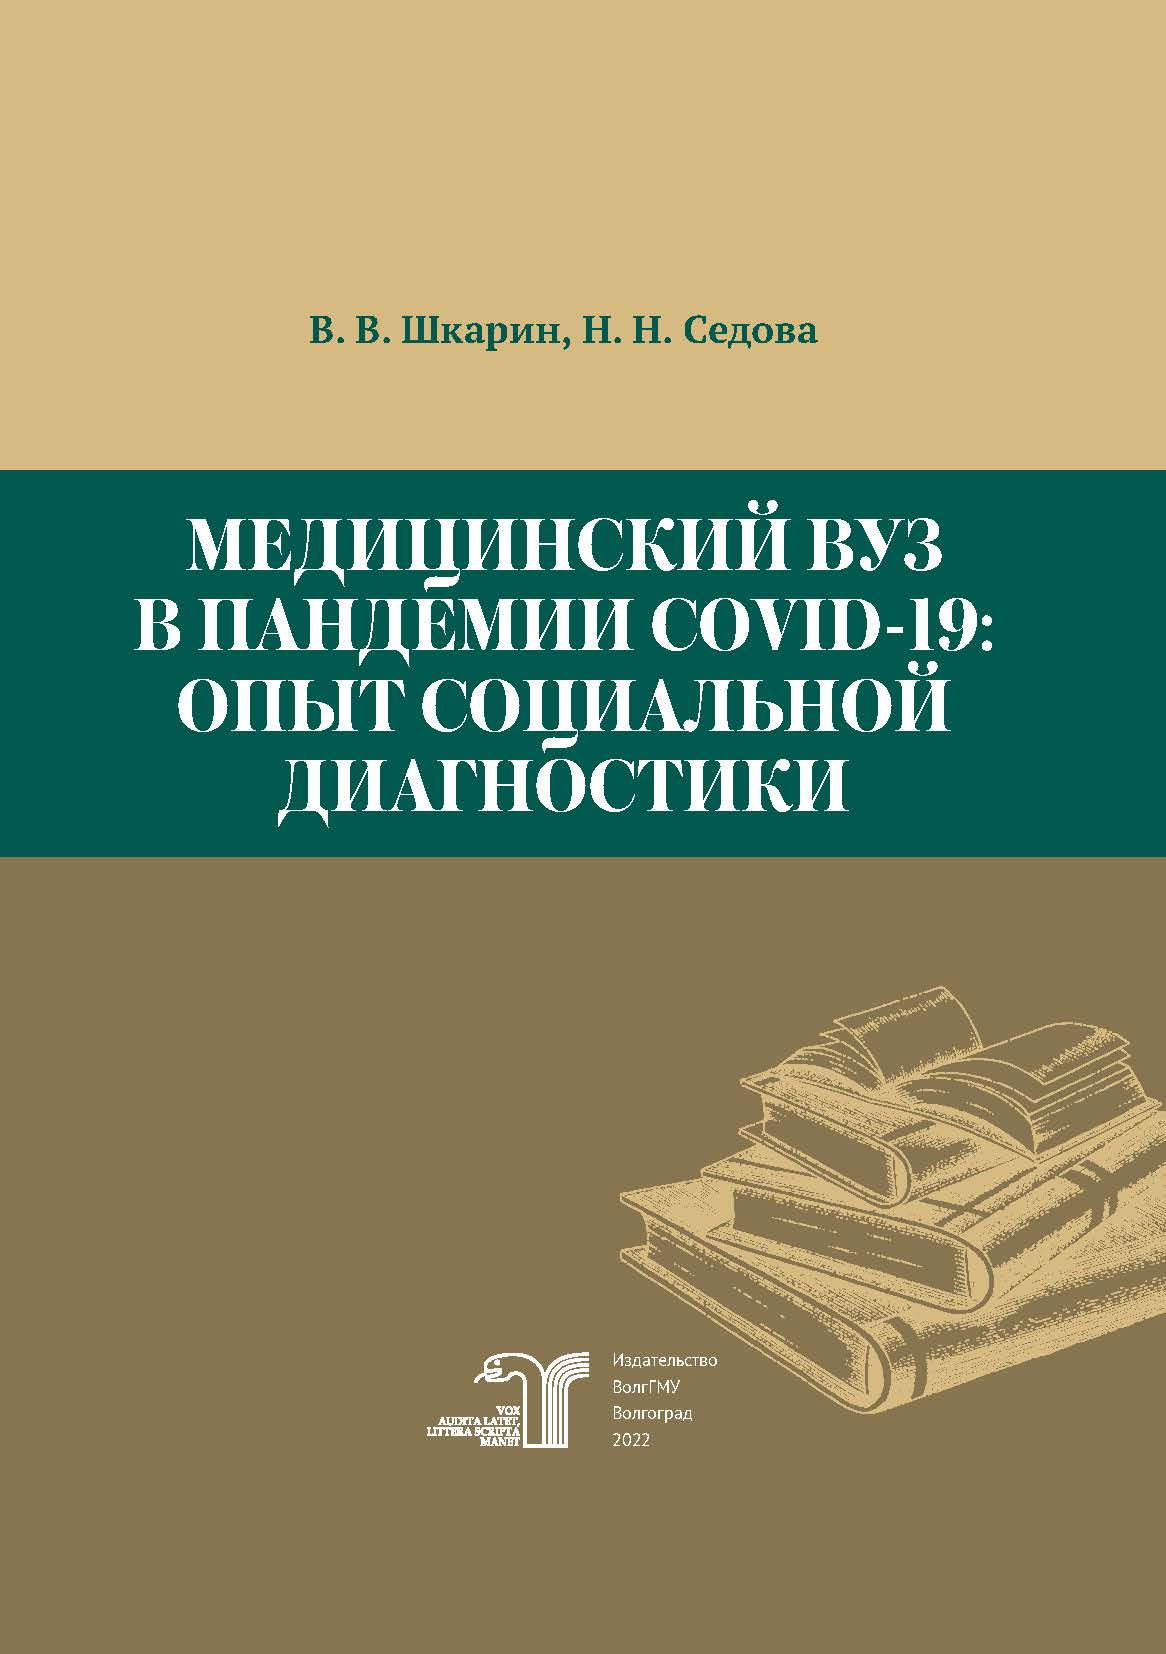 В. В. Шкарин, Н. Н. Седова
МЕДИЦИНСКИЙ ВУЗ
В ПАНДЕМИИ COVID-19:
ОПЫТ СОЦИАЛЬНОЙ
ДИАГНОСТИКИ
VOX
AUDITA LATET,
LITTERA SCRIPTA
MANET
Издательство
ВолгГМУ
Волгоград
2022